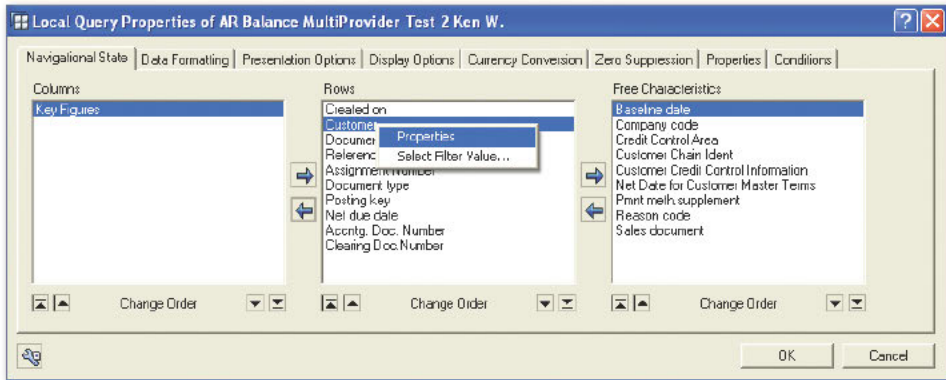 Local Query Properties of AR Balance MultiProvider Test 2 Ken W.
Navigational State Data Formatting Presentation Options Display Options Currency Conversion Zero Suppression Properties Conditions
Columns
Key Figures
Change Order
Rows
Created on
Customer
Documen
Referenc
Assignment Number
Document type
Posting key
Net due date
Accntg. Doc. Number
Clearing Doc.Number
Properties
Select Filter Value...
Change Order
Free Characteristics
Baseline date
Company code
Credit Control Area
Customer Chain Ident
Customer Credit Control Information
Net Date for Customer Master Terms
Pmnt meth.supplement
Reason code
Sales document
Change Order
OK Cancel